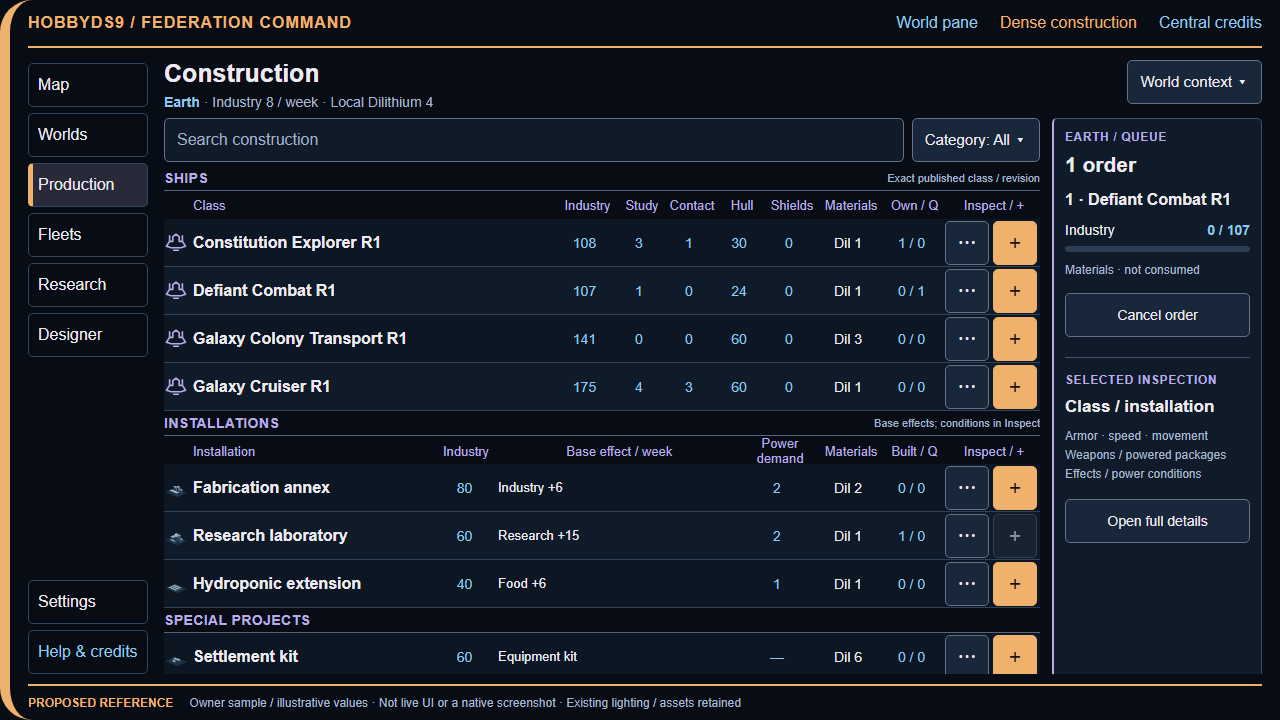 HOBBYDS9 / FEDERATION COMMAND
World pane Dense construction Central credits
Map
Worlds
Production
Fleets
Research
Designer
Settings
Help & credits
Construction
Earth · Industry 8 / week · Local Dilithium 4
World context
Search construction
Category: All
SHIPS
Exact published class / revision
Class Industry Study Contact Hull Shields Materials Own / Q Inspect / +
Constitution Explorer R1 108 3 1 30 0 Dil 1 1 / 0 ··· +
Defiant Combat R1 107 1 0 24 0 Dil 1 0 / 1 ··· +
Galaxy Colony Transport R1 141 0 0 60 0 Dil 3 0 / 0 ··· +
Galaxy Cruiser R1 175 4 3 60 0 Dil 1 0 / 0 ··· +
INSTALLATIONS
Base effects; conditions in Inspect
Installation Industry Base effect / week Power demand Materials Built / Q Inspect / +
Fabrication annex 80 Industry +6 2 Dil 2 0 / 0 ··· +
Research laboratory 60 Research +15 2 Dil 1 1 / 0 ··· +
Hydroponic extension 40 Food +6 1 Dil 1 0 / 0 ··· +
SPECIAL PROJECTS
Settlement kit 60 Equipment kit — Dil 6 0 / 0 ··· +
EARTH / QUEUE
1 order
1 · Defiant Combat R1
Industry 0 / 107
Materials · not consumed
Cancel order
SELECTED INSPECTION
Class / installation
Armor · speed · movement
Weapons / powered packages
Effects / power conditions
Open full details
PROPOSED REFERENCE Owner sample / illustrative values · Not live UI or a native screenshot · Existing lighting / assets retained